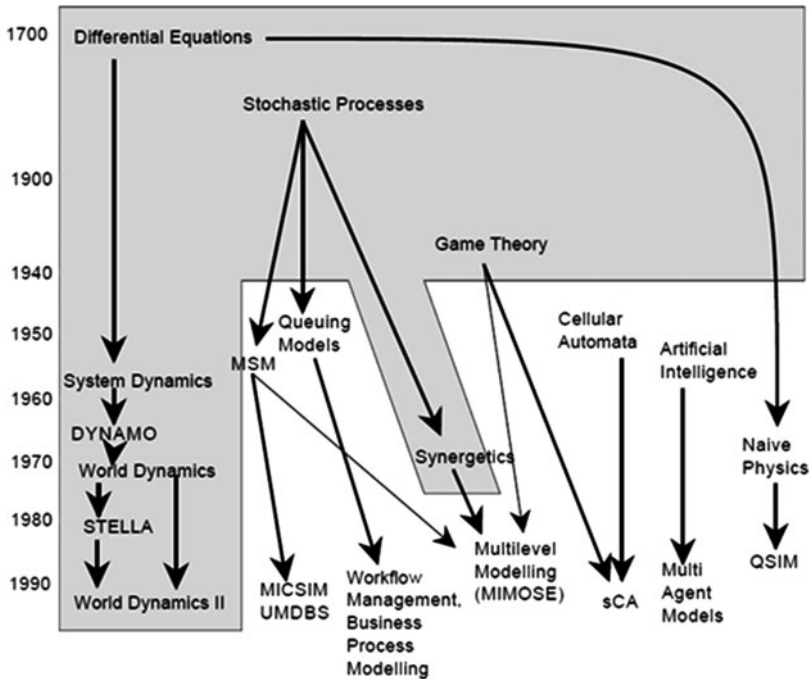 1700
Differential Equations
Stochastic Processes
1900
Game Theory
1940
Queuing
Models
Cellular
Automata
1950
MSM
Artificial
Intelligence
System Dynamics
1960
DYNAMO
Naive
Physics
World Dynamics
1970
Synergetics
STELLA
1980
Multilevel
Modelling
(MIMOSE)
QSIM
1990
World Dynamics II
MICSIM
UMDBS
Workflow
Management,
Business
Process
Modelling
sCA
Multi
Agent
Models